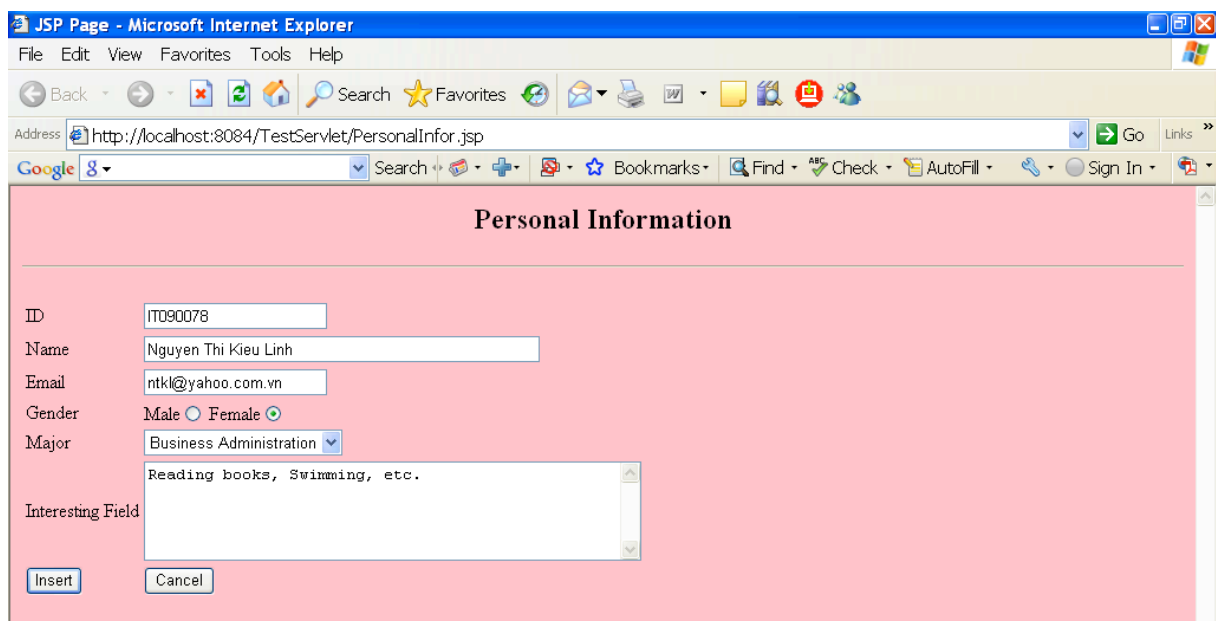 JSP Page - Microsoft Internet Explorer
File Edit View Favorites Tools Help
Back Search Favorites
Address http://localhost:8084/TestServlet/PersonalInfor.jsp Go Links »
Google g Search Bookmarks Find ABC Check AutoFill Sign In
Personal Information
ID IT090078
Name Nguyen Thi Kieu Linh
Email ntkl@yahoo.com.vn
Gender Male Female
Major Business Administration
Reading books, Swimming, etc.
Interesting Field
Insert Cancel